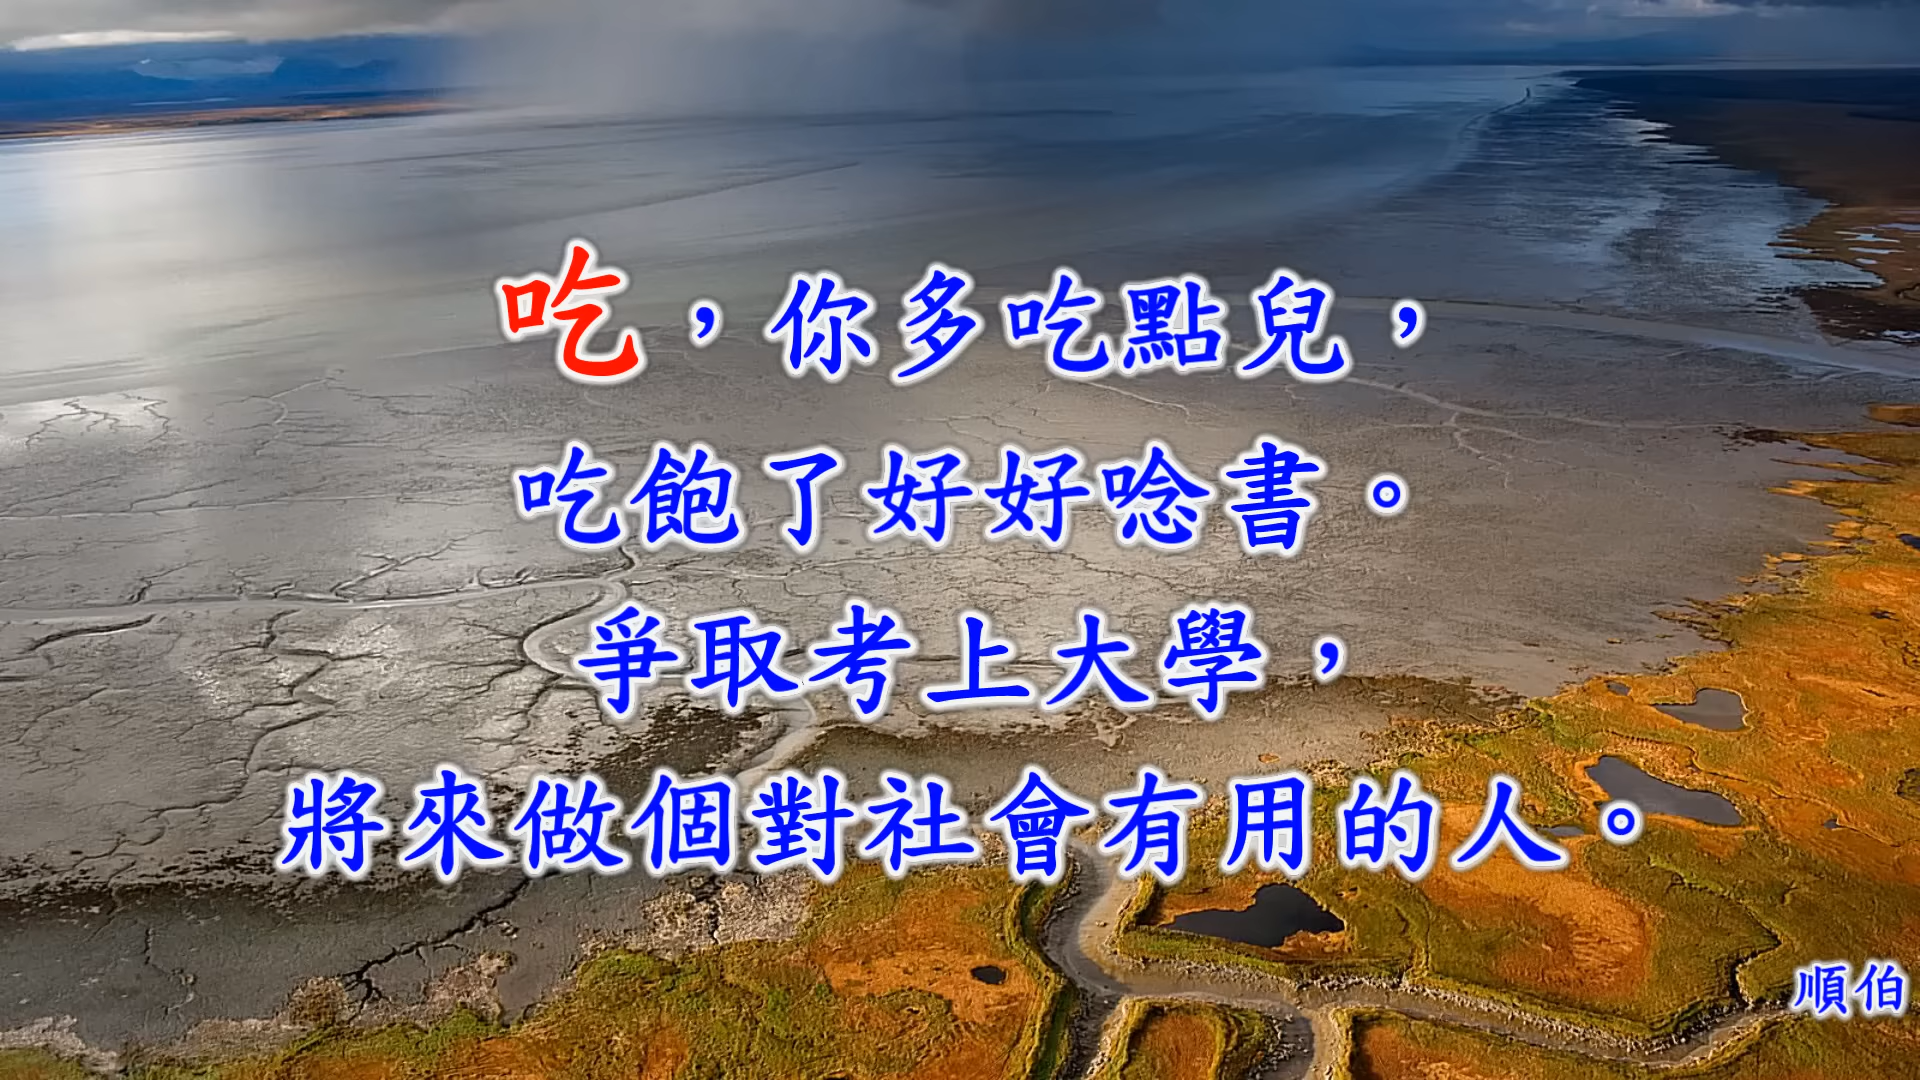 吃，你多吃點兒，
吃飽了好好唸書。
爭取考上大學，
將來做個對社會有用的人。
順伯